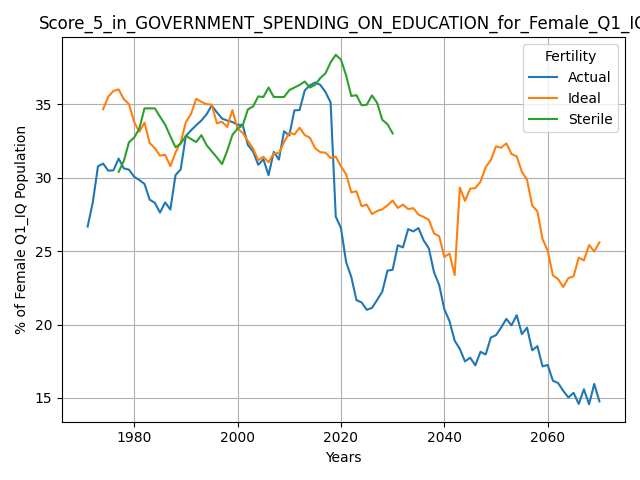 Score_5_in_GOVERNMENT_SPENDING_ON_EDUCATION_for_Female_Q1_IQ
Fertility
Actual
Ideal
Sterile
% of Female Q1_IQ Population
35
30
25
20
15
1980
2000
2020
2040
2060
Years